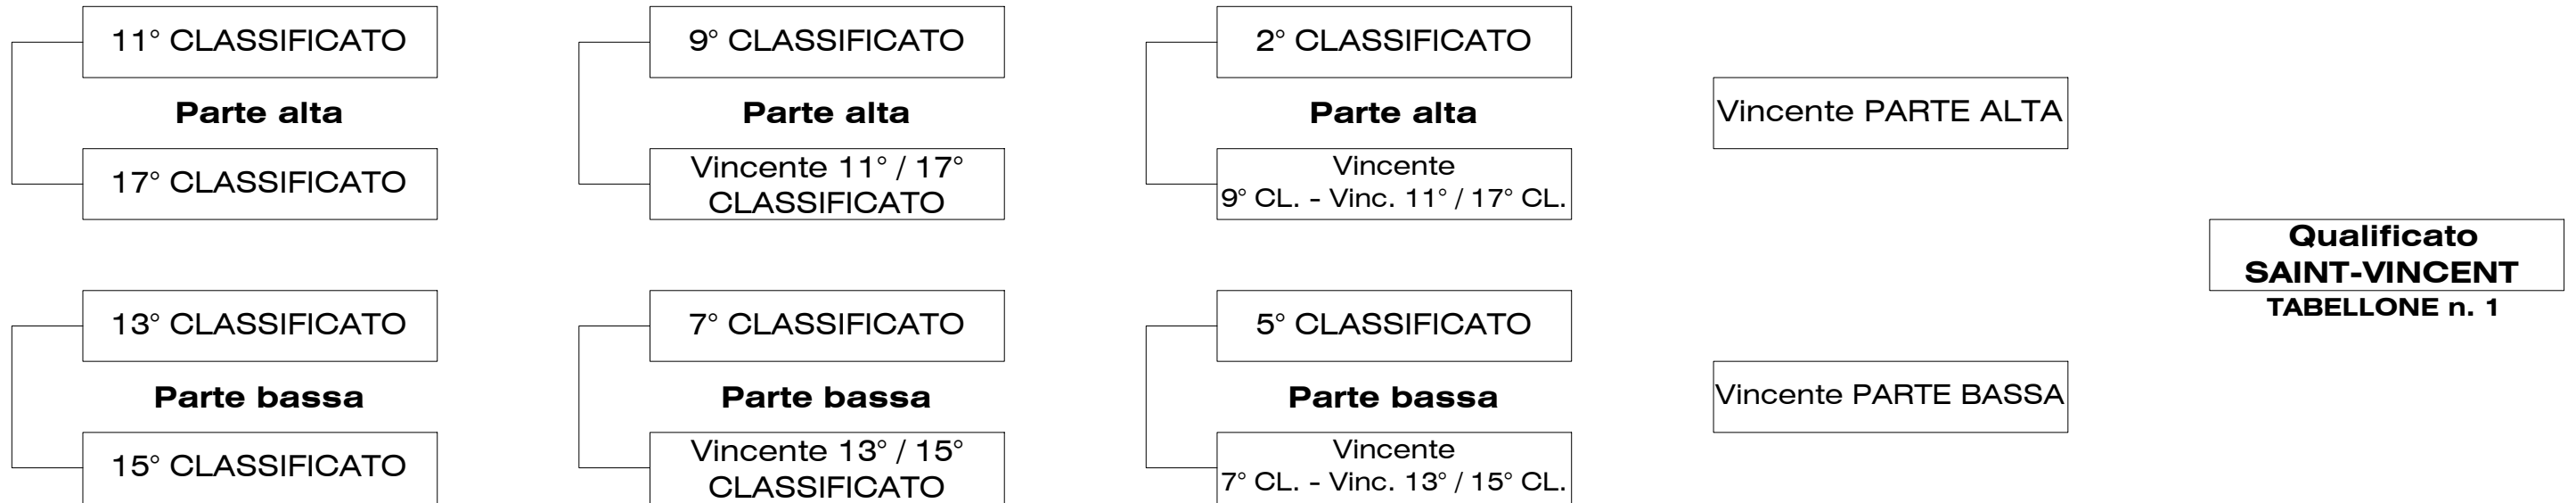 11° CLASSIFICATO
Parte alta
17° CLASSIFICATO
13° CLASSIFICATO
Parte bassa
15° CLASSIFICATO
9° CLASSIFICATO
Parte alta
Vincente 11° / 17°
CLASSIFICATO
7° CLASSIFICATO
Parte bassa
Vincente 13° / 15°
CLASSIFICATO
2° CLASSIFICATO
Parte alta
Vincente
9° CL. - Vinc. 11° / 17° CL.
5° CLASSIFICATO
Parte bassa
Vincente
7° CL. - Vinc. 13° / 15° CL.
Vincente PARTE ALTA
Vincente PARTE BASSA
Qualificato
SAINT-VINCENT
TABELLONE n. 1